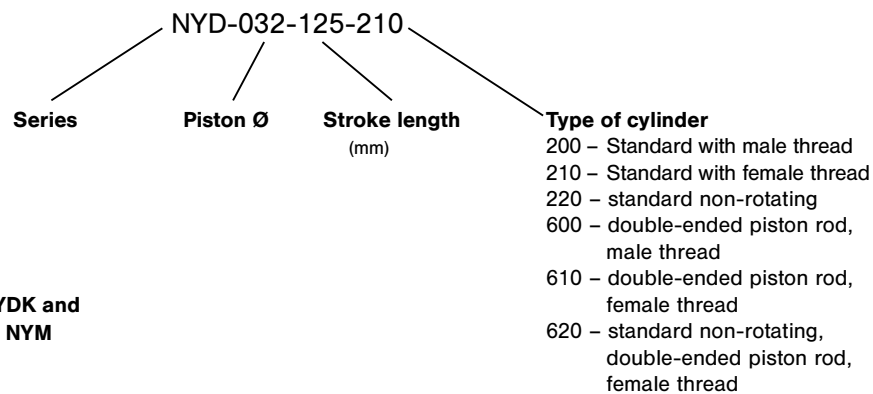 NYD-032-125-210
Series Piston Ø Stroke length Type of cylinder
(mm)
200 – Standard with male thread
210 – Standard with female thread
220 – standard non-rotating
600 – double-ended piston rod,
male thread
610 – double-ended piston rod,
female thread
620 – standard non-rotating,
double-ended piston rod,
female thread
YDK and
NYM